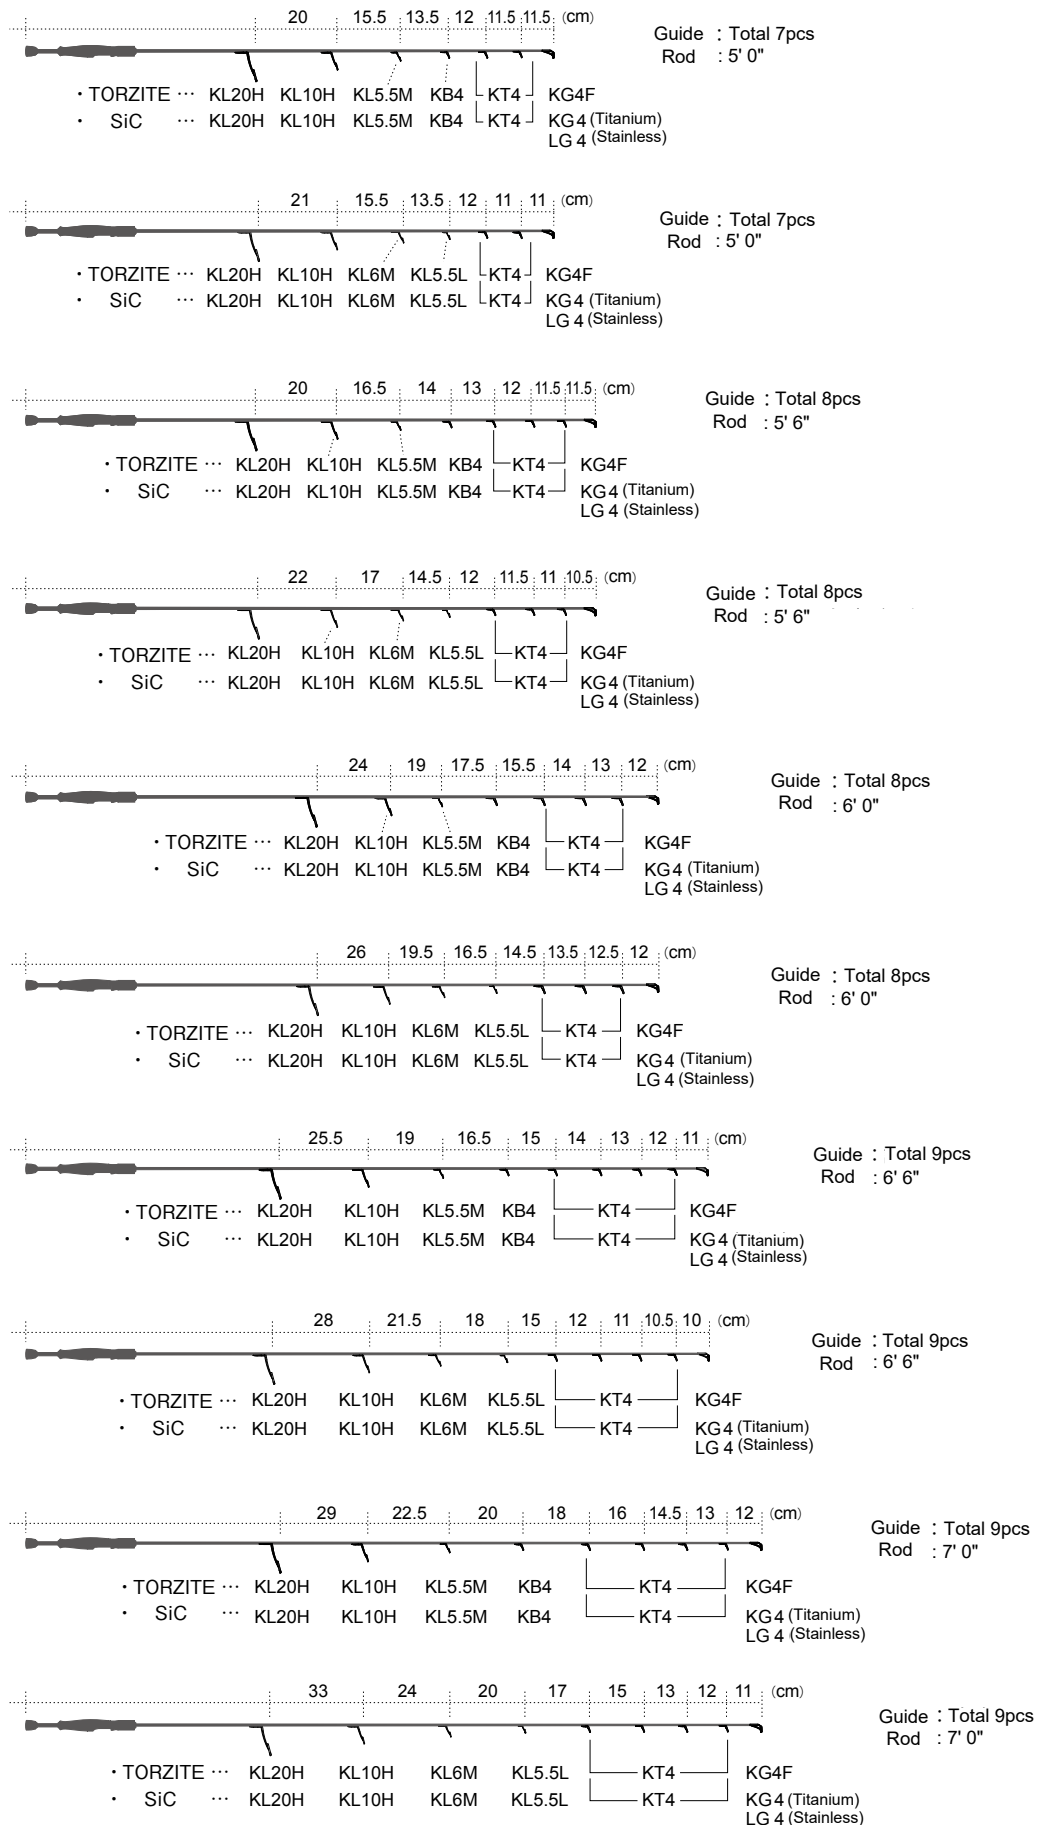 20 15.5 13.5 12 11.5 11.5 (cm)
Guide : Total 7pcs
Rod : 5' 0"
・TORZITE … KL20H KL10H KL5.5M KB4 KT4 KG4F
・ SiC … KL20H KL10H KL5.5M KB4 KT4 KG4 (Titanium)
LG 4 (Stainless)
21 15.5 13.5 12 11 11 (cm)
Guide : Total 7pcs
Rod : 5' 0"
・TORZITE … KL20H KL10H KL6M KL5.5L KT4 KG4F
・ SiC … KL20H KL10H KL6M KL5.5L KT4 KG4 (Titanium)
LG 4 (Stainless)
20 16.5 14 13 12 11.5 11.5 (cm)
Guide : Total 8pcs
Rod : 5' 6"
・TORZITE … KL20H KL10H KL5.5M KB4 KT4 KG4F
・ SiC … KL20H KL10H KL5.5M KB4 KT4 KG4 (Titanium)
LG 4 (Stainless)
22 17 14.5 12 11.5 11 10.5 (cm)
Guide : Total 8pcs
Rod : 5' 6"
・TORZITE … KL20H KL10H KL6M KL5.5L KT4 KG4F
・ SiC … KL20H KL10H KL6M KL5.5L KT4 KG4 (Titanium)
LG 4 (Stainless)
24 19 17.5 15.5 14 13 12 (cm)
Guide : Total 8pcs
Rod : 6' 0"
・TORZITE … KL20H KL10H KL5.5M KB4 KT4 KG4F
・ SiC … KL20H KL10H KL5.5M KB4 KT4 KG4 (Titanium)
LG 4 (Stainless)
26 19.5 16.5 14.5 13.5 12.5 12 (cm)
Guide : Total 8pcs
Rod : 6' 0"
・TORZITE … KL20H KL10H KL6M KL5.5L KT4 KG4F
・ SiC … KL20H KL10H KL6M KL5.5L KT4 KG4 (Titanium)
LG 4 (Stainless)
25.5 19 16.5 15 14 13 12 11 (cm)
Guide : Total 9pcs
Rod : 6' 6"
・TORZITE … KL20H KL10H KL5.5M KB4 KT4 KG4F
・ SiC … KL20H KL10H KL5.5M KB4 KT4 KG4 (Titanium)
LG 4 (Stainless)
28 21.5 18 15 12 11 10.5 10 (cm)
Guide : Total 9pcs
Rod : 6' 6"
・TORZITE … KL20H KL10H KL6M KL5.5L KT4 KG4F
・ SiC … KL20H KL10H KL6M KL5.5L KT4 KG4 (Titanium)
LG 4 (Stainless)
29 22.5 20 18 16 14.5 13 12 (cm)
Guide : Total 9pcs
Rod : 7' 0"
・TORZITE … KL20H KL10H KL5.5M KB4 KT4 KG4F
・ SiC … KL20H KL10H KL5.5M KB4 KT4 KG4 (Titanium)
LG 4 (Stainless)
33 24 20 17 15 13 12 11 (cm)
Guide : Total 9pcs
Rod : 7' 0"
・TORZITE … KL20H KL10H KL6M KL5.5L KT4 KG4F
・ SiC … KL20H KL10H KL6M KL5.5L KT4 KG4 (Titanium)
LG 4 (Stainless)